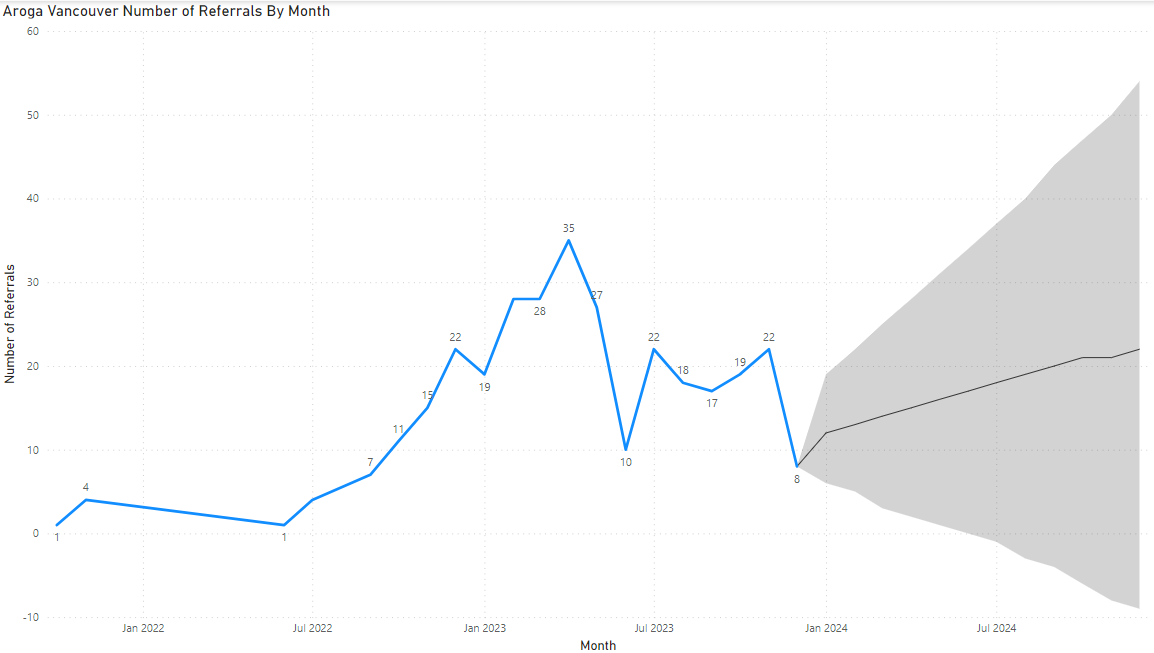 Aroga Vancouver Number of Referrals By Month
60
50
40
30
20
10
0
-10
Number of Referrals
1
4
1
7
11
15
22
19
28
35
27
10
22
18
17
19
22
8
Jan 2022
Jul 2022
Jan 2023
Jul 2023
Jan 2024
Jul 2024
Month